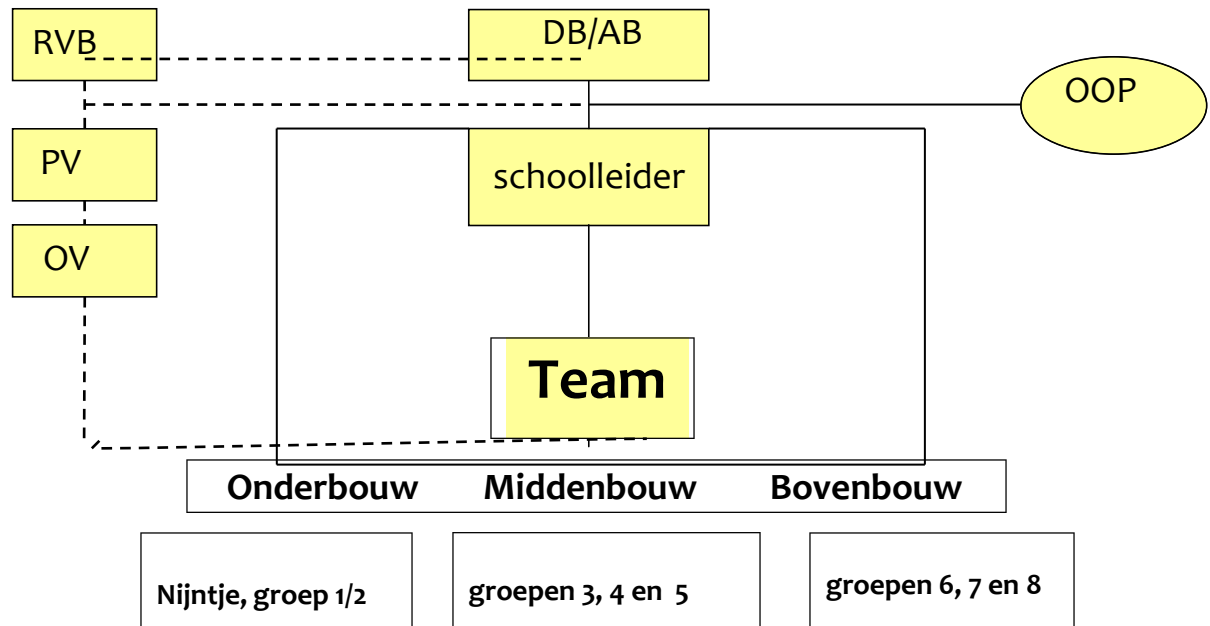 RVB
DB/AB
OOP
PV
schoolleider
OV
Team
Onderbouw Middenbouw Bovenbouw
Nijntje, groep 1/2
groepen 3, 4 en 5
groepen 6, 7 en 8